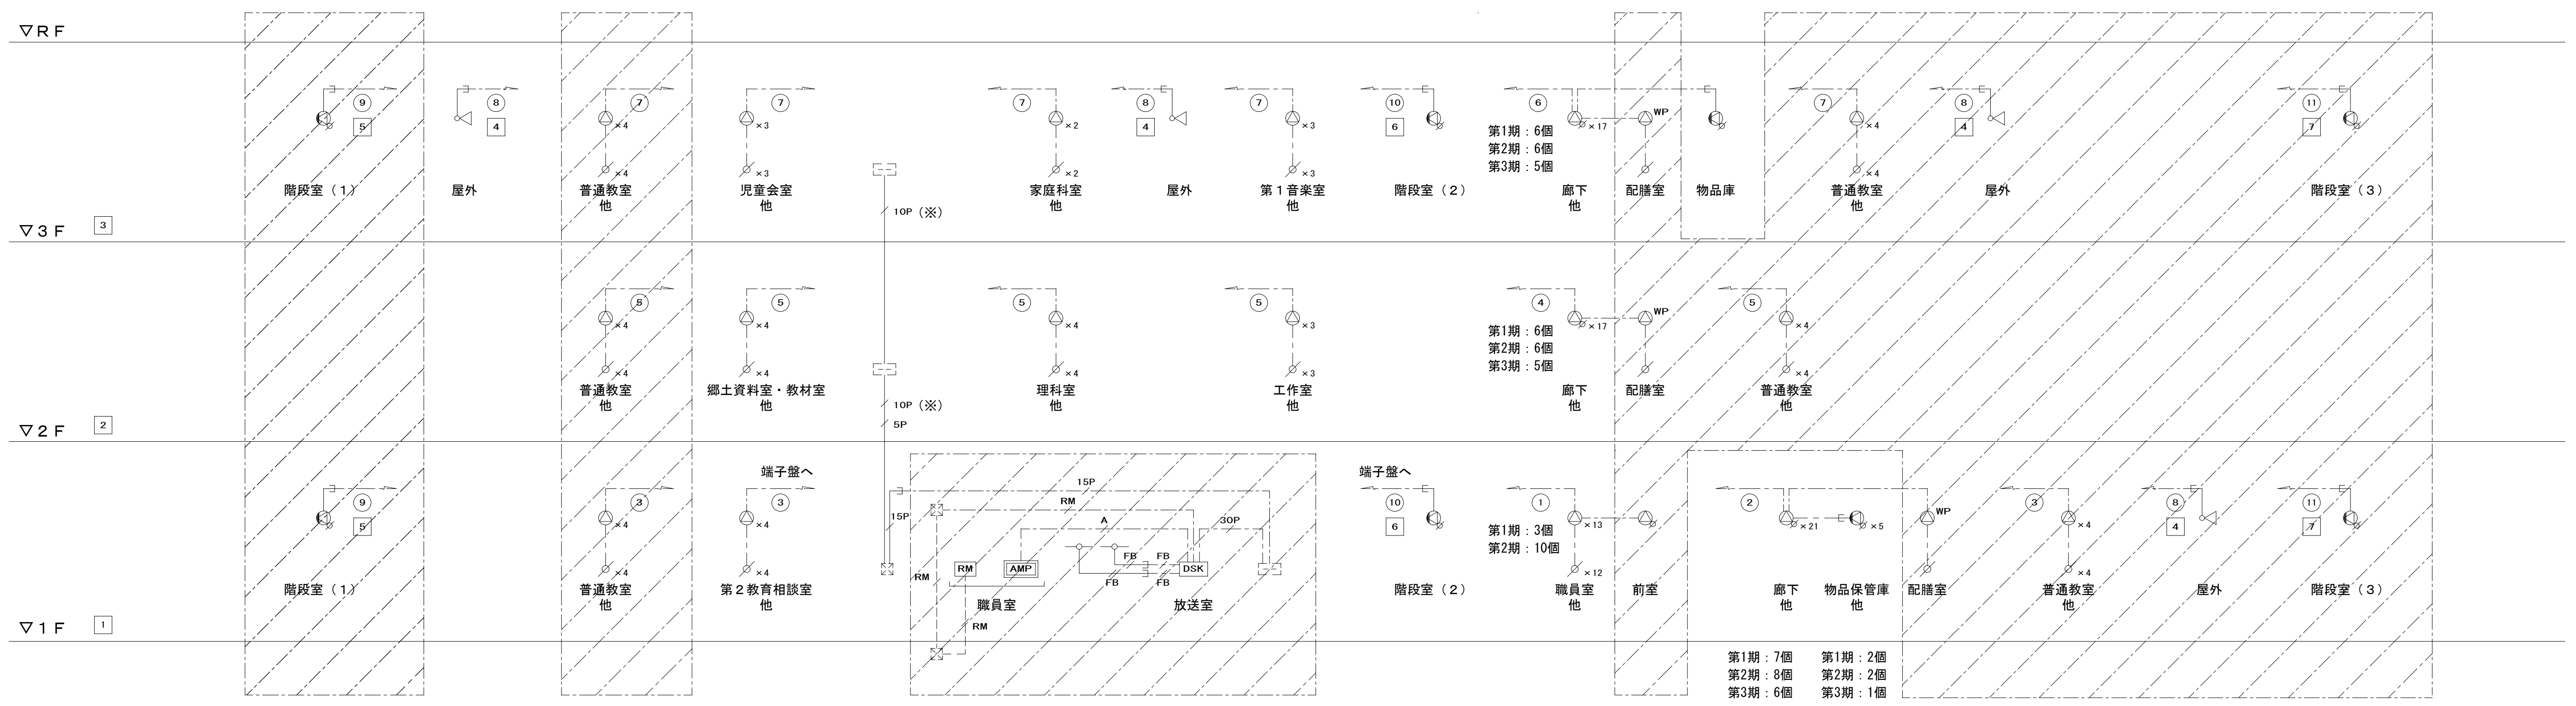 ▽RF
9
5
8
4
7
×4
×4
7
×3
×3
7
×2
×2
8
4
7
×3
×3
10
6
6
×17
第1期：6個
第2期：6個
第3期：5個
WP
7
×4
×4
8
4
11
7
階段室（1）
屋外
普通教室
他
児童会室
他
家庭科室
他
屋外
第1音楽室
他
階段室（2）
廊下
他
配膳室
物品庫
普通教室
他
屋外
階段室（3）
10P（※）
▽3F
3
5
×4
×4
5
×4
×4
5
×4
×4
5
×3
×3
4
×17
第1期：6個
第2期：6個
第3期：5個
WP
5
×4
×4
普通教室
他
郷土資料室・教材室
他
理科室
他
工作室
他
廊下
他
配膳室
普通教室
他
10P（※）
5P
▽2F
2
端子盤へ
端子盤へ
9
5
3
×4
×4
3
×4
×4
15P
15P
RM
A
30P
RM
RM
AMP
FB
FB
FB
FB
DSK
RM
10
6
1
×13
×12
第1期：3個
第2期：10個
2
×21
×5
WP
3
×4
×4
8
4
11
7
階段室（1）
普通教室
他
第2教育相談室
他
職員室
放送室
階段室（2）
職員室
他
前室
廊下
他
物品保管庫
他
配膳室
普通教室
他
屋外
階段室（3）
▽1F
1
第1期：7個
第2期：8個
第3期：6個
第1期：2個
第2期：2個
第3期：1個